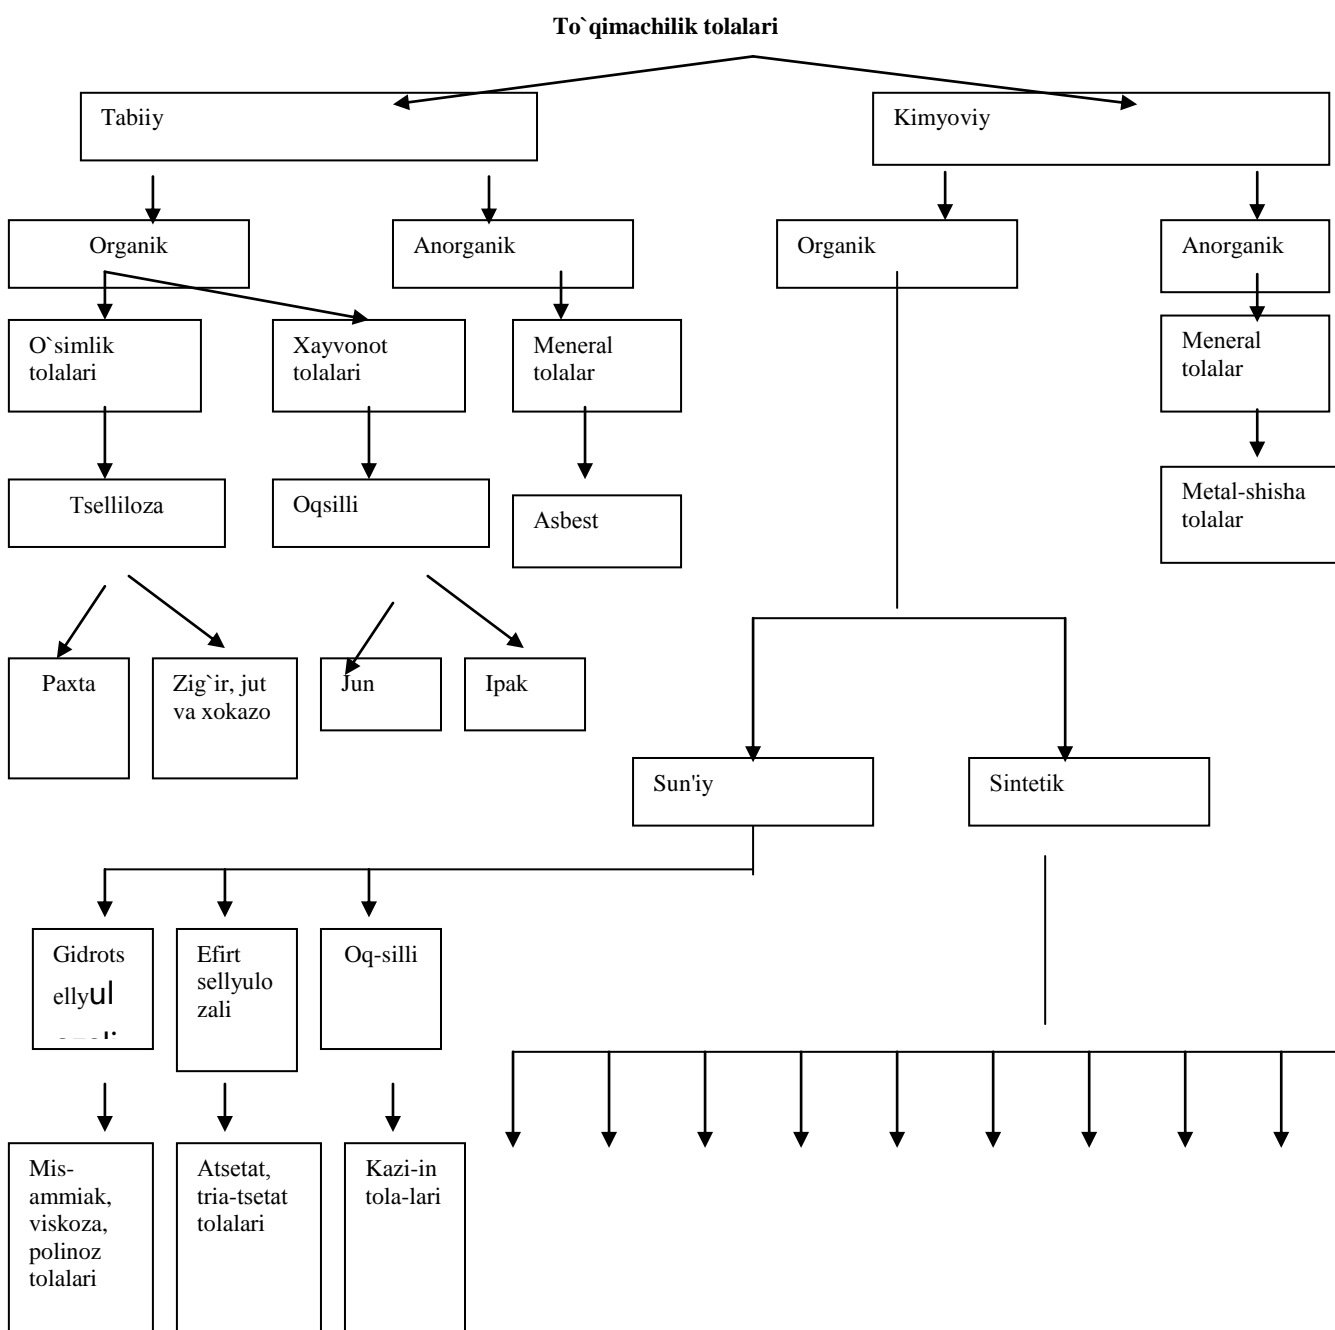 To`qimachilik tolalari
Tabiiy
Kimyoviy
Organik
Anorganik
Organik
Anorganik
O`simlik
tolalari
Xayvonot
tolalari
Meneral
tolalar
Meneral
tolalar
Tselliloza
Oqsilli
Asbest
Metal-shisha
tolalar
Paxta
Zig`ir, jut
va xokazo
Jun
Ipak
Sun'iy
Sintetik
Gidrots
ellyul
Efirt
sellyulo
zali
Oq-silli
Mis-
ammiak,
viskoza,
polinoz
tolalari
Atsetat,
tria-tsetat
tolalari
Kazi-in
tola-lari